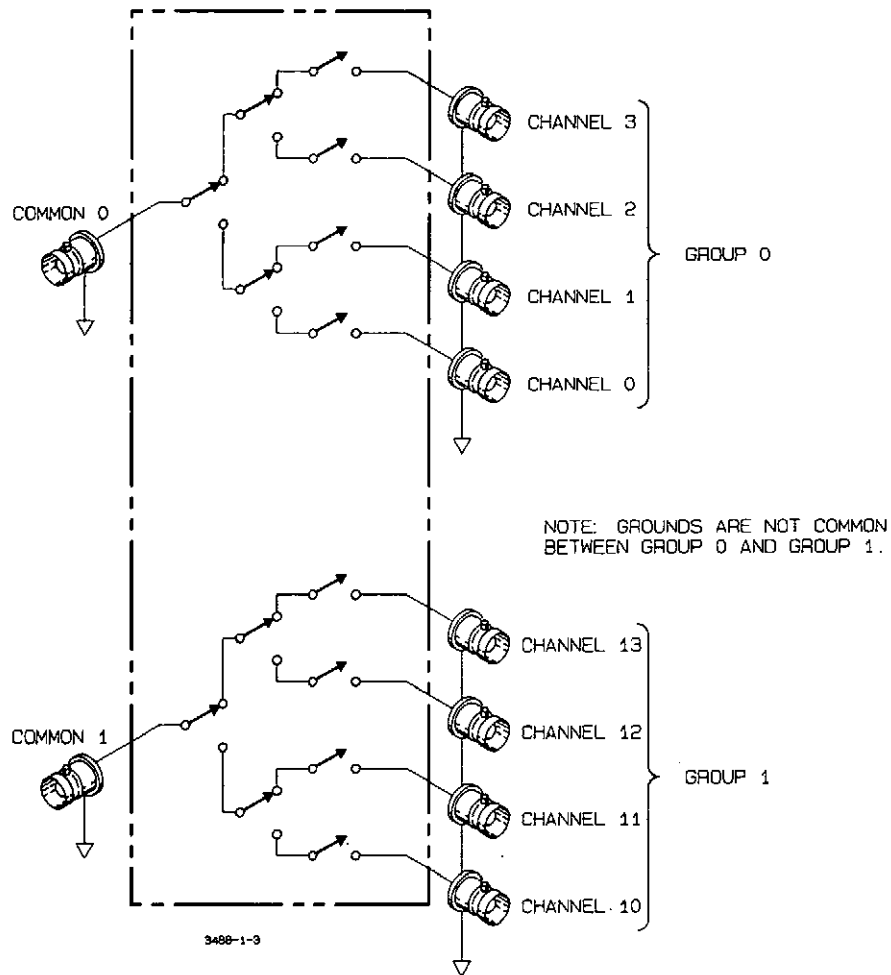 COMMON 0
CHANNEL 3
CHANNEL 2
CHANNEL 1
CHANNEL 0
GROUP 0
NOTE: GROUNDS ARE NOT COMMON
BETWEEN GROUP 0 AND GROUP 1.
COMMON 1
CHANNEL 13
CHANNEL 12
CHANNEL 11
CHANNEL 10
GROUP 1
3488-1-3